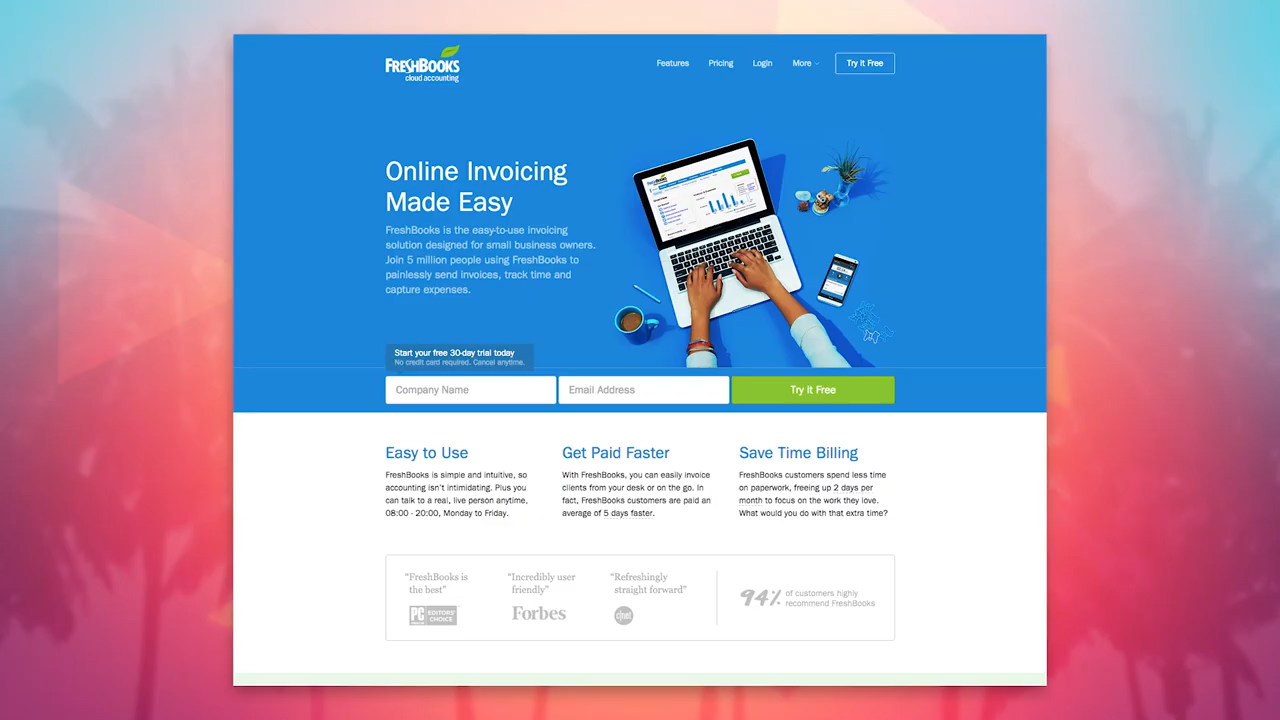 FRESHBOOKS
cloud accounting
Features
Pricing
Login
More
Try It Free
Online Invoicing
Made Easy
FreshBooks is the easy-to-use invoicing
solution designed for small business owners.
Join 5 million people using FreshBooks to
painlessly send invoices, track time and
capture expenses.
Start your free 30-day trial today
No credit card required. Cancel anytime.
Company Name
Email Address
Try It Free
Easy to Use
FreshBooks is simple and intuitive, so
accounting isn't intimidating. Plus you
can talk to a real, live person anytime,
08:00 - 20:00, Monday to Friday.
Get Paid Faster
With FreshBooks, you can easily invoice
clients from your desk or on the go. In
fact, FreshBooks customers are paid an
average of 5 days faster.
Save Time Billing
FreshBooks customers spend less time
on paperwork, freeing up 2 days per
month to focus on the work they love.
What would you do with that extra time?
"FreshBooks is
the best"
PC
EDITORS'
CHOICE
"Incredibly user
friendly"
Forbes
"Refreshingly
straight forward"
c|net
94%
of customers highly
recommend FreshBooks